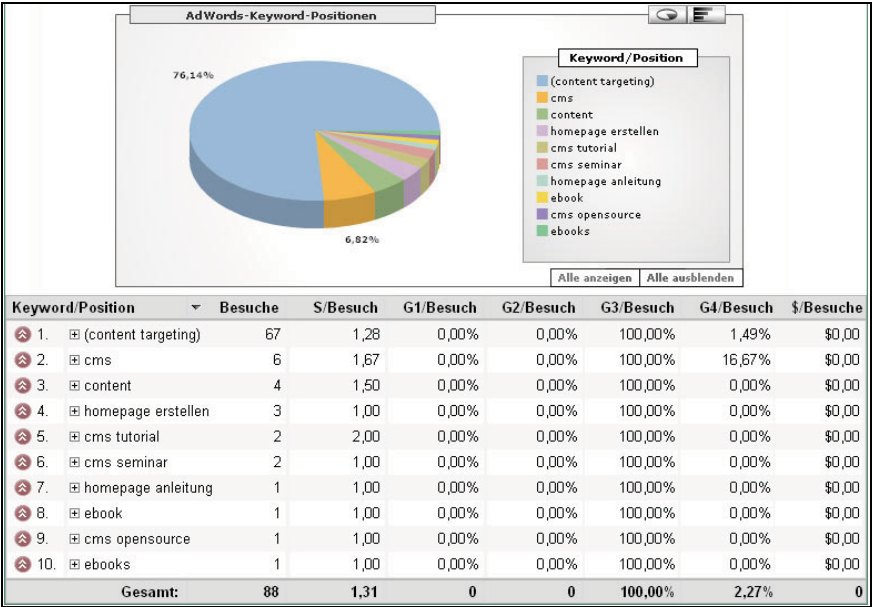 AdWords-Keyword-Positionen
76,14%
6,82%
Keyword/Position
(content targeting)
cms
content
homepage erstellen
cms tutorial
cms seminar
homepage anleitung
ebook
cms opensource
ebooks
Alle anzeigen Alle ausblenden
Keyword/Position Besuche S/Besuch G1/Besuch G2/Besuch G3/Besuch G4/Besuch $/Besuche
1. (content targeting) 67 1,28 0,00% 0,00% 100,00% 1,49% $0,00
2. cms 6 1,67 0,00% 0,00% 100,00% 16,67% $0,00
3. content 4 1,50 0,00% 0,00% 100,00% 0,00% $0,00
4. homepage erstellen 3 1,00 0,00% 0,00% 100,00% 0,00% $0,00
5. cms tutorial 2 2,00 0,00% 0,00% 100,00% 0,00% $0,00
6. cms seminar 2 1,00 0,00% 0,00% 100,00% 0,00% $0,00
7. homepage anleitung 1 1,00 0,00% 0,00% 100,00% 0,00% $0,00
8. ebook 1 1,00 0,00% 0,00% 100,00% 0,00% $0,00
9. cms opensource 1 1,00 0,00% 0,00% 100,00% 0,00% $0,00
10. ebooks 1 1,00 0,00% 0,00% 100,00% 0,00% $0,00
Gesamt: 88 1,31 0 0 100,00% 2,27% 0